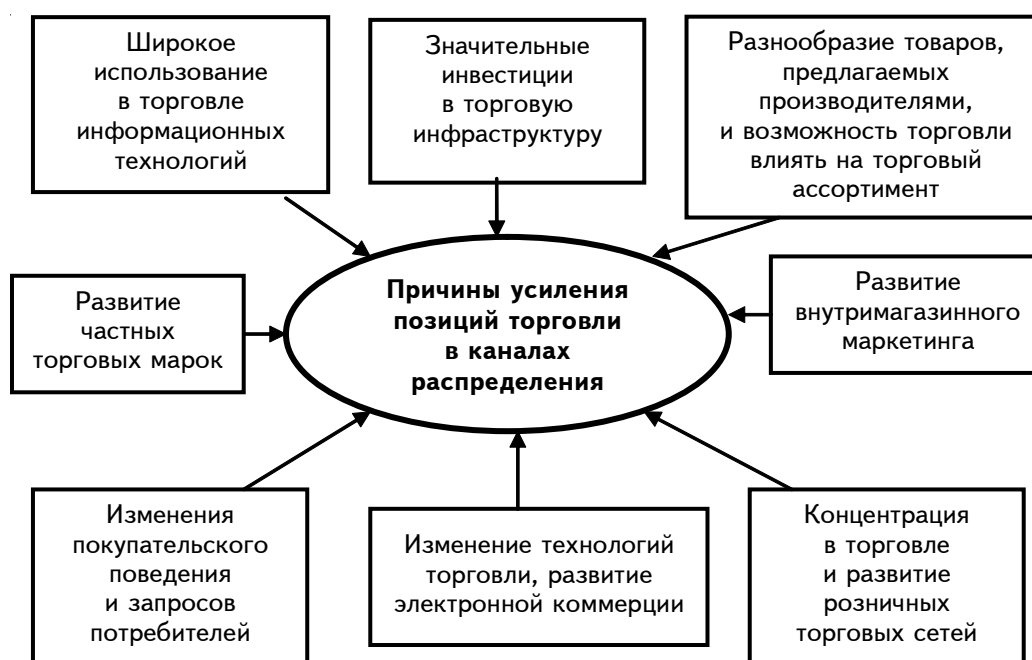 Широкое
использование
в торговле
информационных
технологий
Значительные
инвестиции
в торговую
инфраструктуру
Разнообразие товаров,
предлагаемых
производителями,
и возможность торговли
влиять на торговый
ассортимент
Развитие
частных
торговых марок
Причины усиления
позиций торговли
в каналах
распределения
Развитие
внутримагазинного
маркетинга
Изменения
покупательского
поведения
и запросов
потребителей
Изменение технологий
торговли, развитие
электронной коммерции
Концентрация
в торговле
и развитие
розничных
торговых сетей